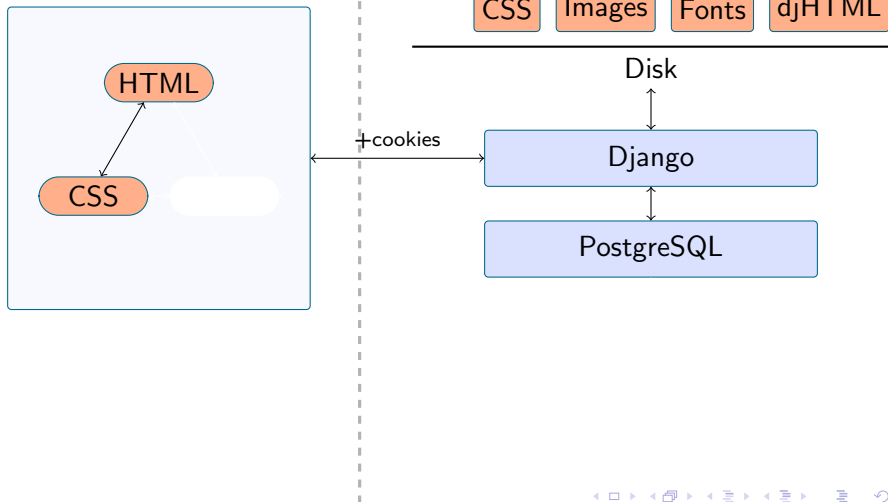 CSS Images Fonts djHTML
Disk
HTML
+cookies
Django
CSS
PostgreSQL